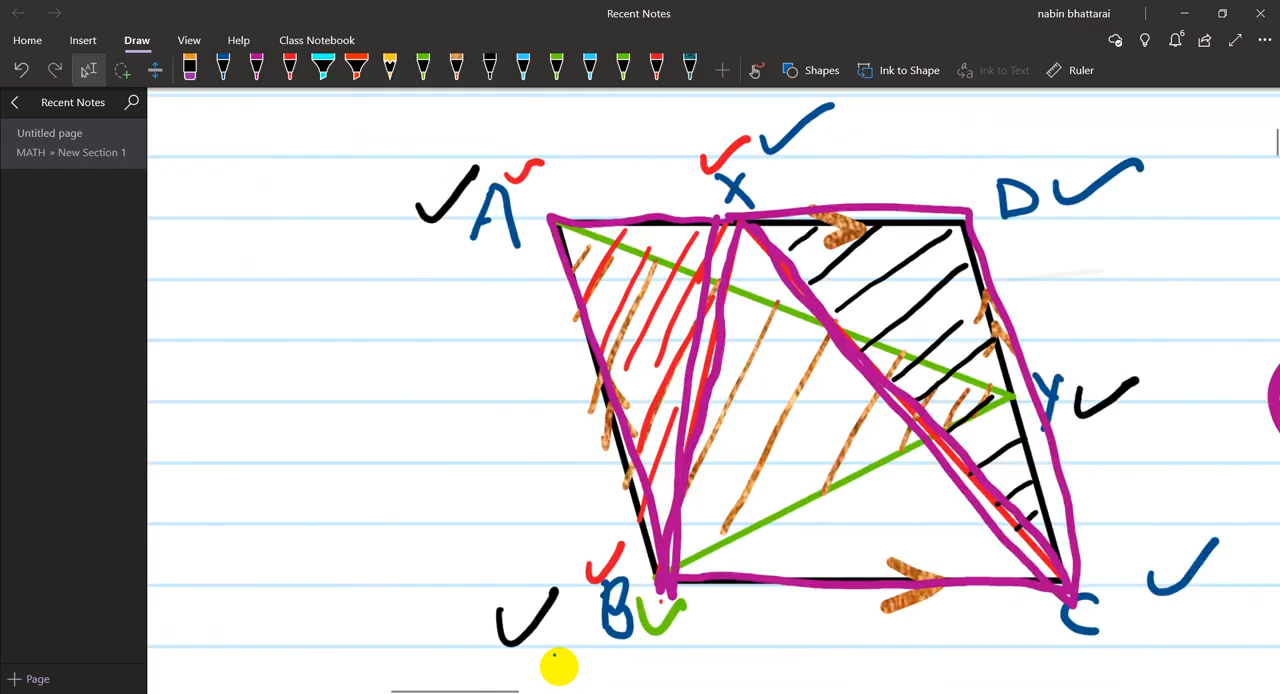 Recent Notes
nabin bhattarai
Home Insert Draw View Help Class Notebook
6
Shapes Ink to Shape Ink to Text Ruler
Recent Notes
Untitled page
MATH » New Section 1
A X D
Y
B C
+ Page